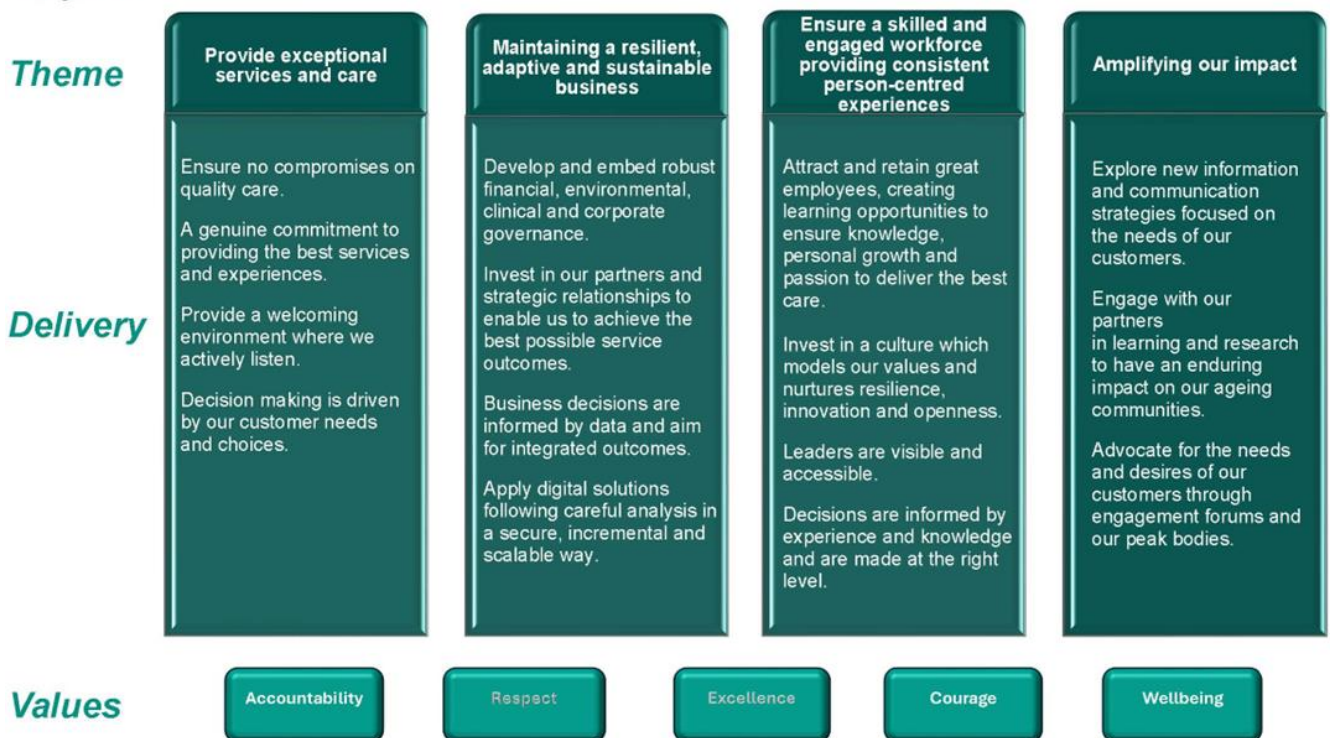 Theme
Provide exceptional
services and care
Maintaining a resilient,
adaptive and sustainable
business
Ensure a skilled and
engaged workforce
providing consistent
person-centred
experiences
Amplifying our impact
Delivery
Ensure no compromises on
quality care.
A genuine commitment to
providing the best services
and experiences.
Provide a welcoming
environment where we
actively listen.
Decision making is driven
by our customer needs
and choices.
Develop and embed robust
financial, environmental,
clinical and corporate
governance.
Invest in our partners and
strategic relationships to
enable us to achieve the
best possible service
outcomes.
Business decisions are
informed by data and aim
for integrated outcomes.
Apply digital solutions
following careful analysis in
a secure, incremental and
scalable way.
Attract and retain great
employees, creating
learning opportunities to
ensure knowledge,
personal growth and
passion to deliver the best
care.
Invest in a culture which
models our values and
nurtures resilience,
innovation and openness.
Leaders are visible and
accessible.
Decisions are informed by
experience and knowledge
and are made at the right
level.
Explore new information
and communication
strategies focused on
the needs of our
customers.
Engage with our
partners
in learning and research
to have an enduring
impact on our ageing
communities.
Advocate for the needs
and desires of our
customers through
engagement forums and
our peak bodies.
Values
Accountability
Respect
Excellence
Courage
Wellbeing